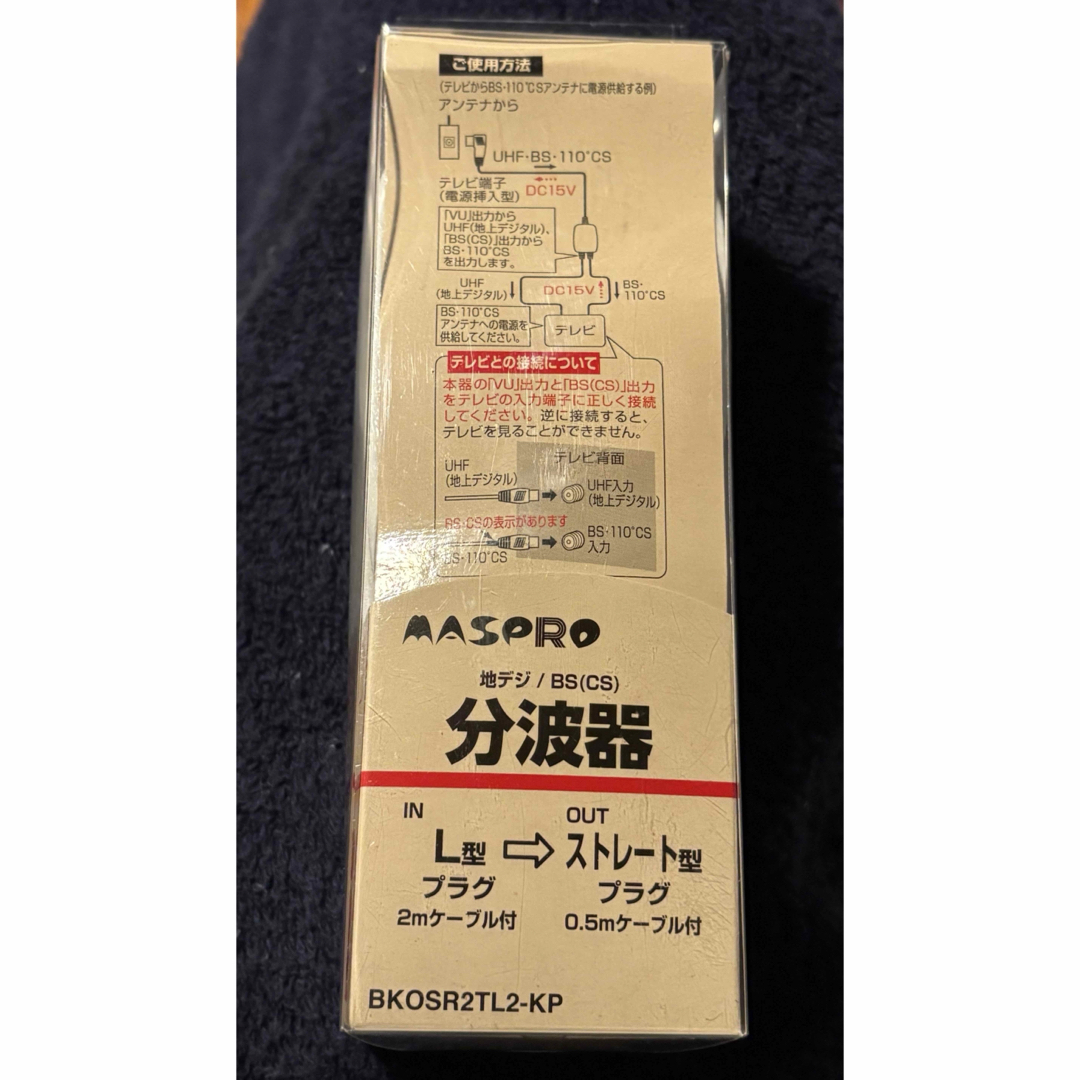 ご使用方法
(テレビからBS・110℃Sアンテナに電源供給する例)
アンテナから
UHF・BS・110°CS
テレビ端子
(電源挿入型)
DC15V
「VU」出力から
UHF(地上デジタル)、
「BS(CS)」出力から
BS・110°CS
を出力します。
UHF
(地上デジタル)
DC15V
BS・
110°CS
BS・110°CS
アンテナへの電源を
供給してください。
テレビ
テレビとの接続について
本器の「VU」出力と「BS(CS)」出力
をテレビの入力端子に正しく接続
してください。逆に接続すると、
テレビを見ることができません。
テレビ背面
UHF
(地上デジタル)
UHF入力
(地上デジタル)
BS・CSの表示があります
BS・110°CS
BS・110°CS
入力
MASPRO
地デジ / BS(CS)
分波器
IN
L型
プラグ
2mケーブル付
OUT
ストレート型
プラグ
0.5mケーブル付
BKOSR2TL2-KP